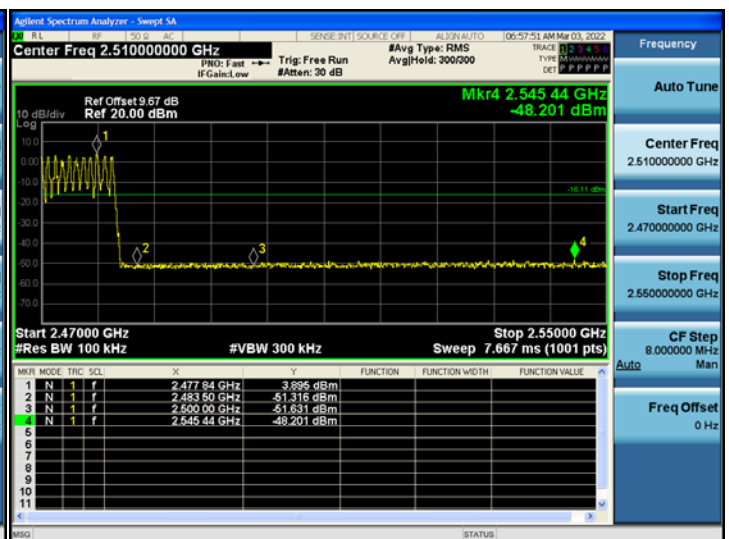 Agilent Spectrum Analyzer - Swept SA
LXI RL RF 50 Ω AC SENSE:INT SOURCE OFF ALIGN AUTO 06:57:51 AM Mar 03, 2022
Center Freq 2.510000000 GHz
#Avg Type: RMS
TRACE 1 2 3 4 5 6
PNO: Fast Trig: Free Run Avg|Hold: 300/300
TYPE M WWWWW
IFGain:Low #Atten: 30 dB
DET P P P P P P
Mkr4 2.545 44 GHz
-48.201 dBm
Ref Offset 9.67 dB
10 dB/div Ref 20.00 dBm
Log
10.0
0.00
-10.0
-20.0
-30.0
-40.0
-50.0
-60.0
-70.0
1
2
3
4
-16.11 dBm
Start 2.47000 GHz Stop 2.55000 GHz
#Res BW 100 kHz #VBW 300 kHz Sweep 7.667 ms (1001 pts)
MKR MODE TRC SCL X Y FUNCTION FUNCTION WIDTH FUNCTION VALUE
1 N 1 f 2.477 84 GHz 3.895 dBm
2 N 1 f 2.483 50 GHz -51.316 dBm
3 N 1 f 2.500 00 GHz -51.631 dBm
4 N 1 f 2.545 44 GHz -48.201 dBm
5
6
7
8
9
10
11
MSG STATUS
Frequency
Auto Tune
Center Freq
2.510000000 GHz
Start Freq
2.470000000 GHz
Stop Freq
2.550000000 GHz
CF Step
8.000000 MHz
Auto Man
Freq Offset
0 Hz